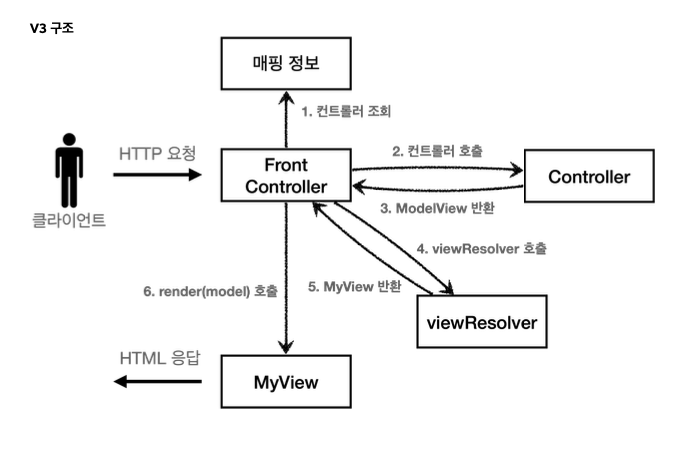 V3 구조
매핑 정보
1. 컨트롤러 조회
HTTP 요청
클라이언트
Front
Controller
2. 컨트롤러 호출
Controller
3. ModelView 반환
4. viewResolver 호출
5. MyView 반환
6. render(model) 호출
viewResolver
HTML 응답
MyView